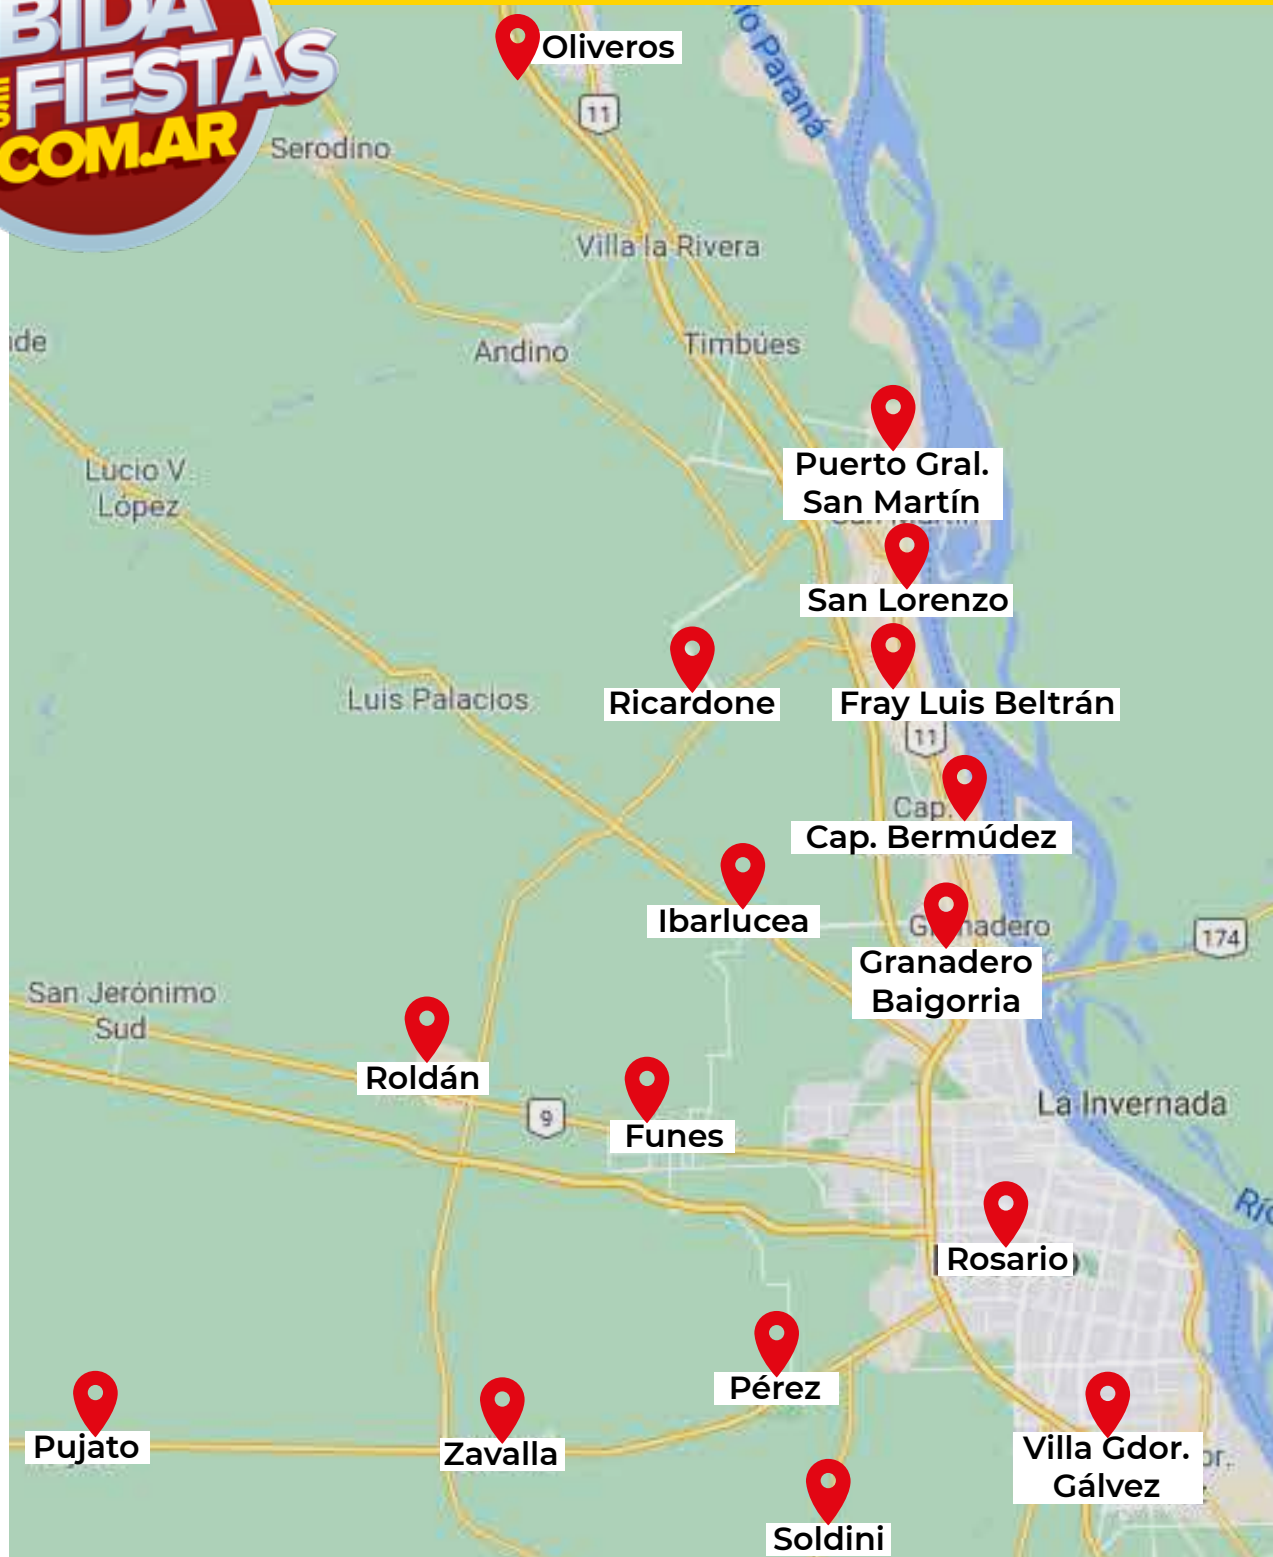 BIDA
FIESTAS
COM.AR
Oliveros
Paraná
11
Serodino
Villa la Rivera
Timbúes
Andino
Lucio V.
López
Puerto Gral.
San Martín
San Lorenzo
Ricardone
Fray Luis Beltrán
Luis Palacios
11
Cap.
Cap. Bermúdez
Ibarlucea
174
Granadero
Baigorria
San Jerónimo
Sud
Roldán
9
Funes
La Invernada
Río
Rosario
Pérez
Pujato
Zavalla
Villa Gdor.
Gálvez
Soldini